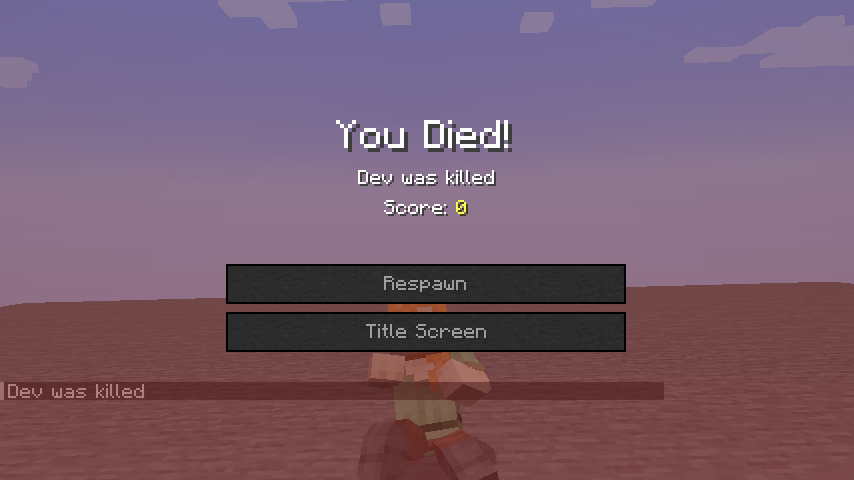 You Died!
Dev was killed
Score: 0
Respawn
Title Screen
Dev was killed